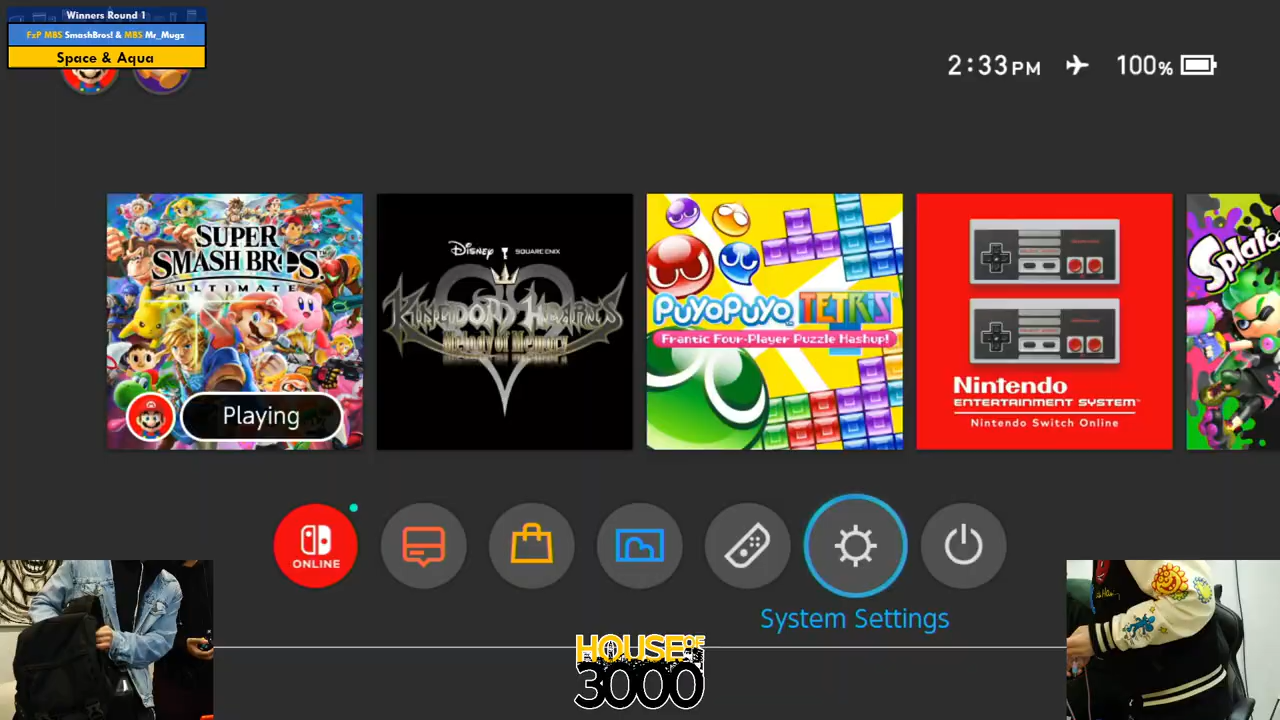 Winners Round 1
FzP MBS SmashBros! & MBS Mr_Mugz
Space & Aqua
2:33PM
100%
SUPER
SMASH BROS.
ULTIMATE
Playing
Disney
SQUARE ENIX
KINGDOM HEARTS
Melody of Memory
PUYOPUYO TETRIS
Frantic Four-Player Puzzle Mashup!
Nintendo
ENTERTAINMENT SYSTEM™
Nintendo Switch Online
ONLINE
System Settings
HOUSE OF
3000